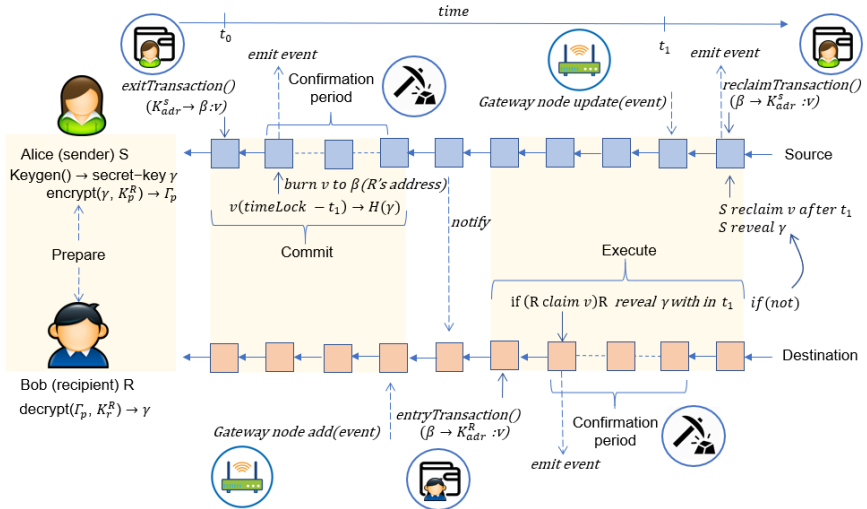 time
t₀
t₁
emit event
emit event
exitTransaction()
(K^s_adr → β:v)
Confirmation
period
Gateway node update(event)
reclaimTransaction()
(β → K^s_adr :v)
Alice (sender) S
Keygen() → secret−key γ
encrypt(γ, K^R_p) → Γ_p
Source
burn v to β(R's address)
v(timeLock − t₁) → H(γ)
Commit
notify
S reclaim v after t₁
S reveal γ
Prepare
Execute
if (R claim v)R reveal γ with in t₁
if(not)
Destination
Bob (recipient) R
decrypt(Γ_p, K^R_r) → γ
Gateway node add(event)
entryTransaction()
(β → K^R_adr :v)
Confirmation
period
emit event